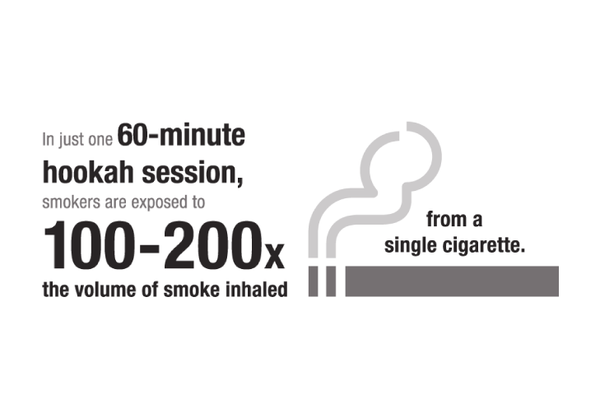 In just one 60-minute
hookah session,
smokers are exposed to
100-200x
the volume of smoke inhaled
from a
single cigarette.